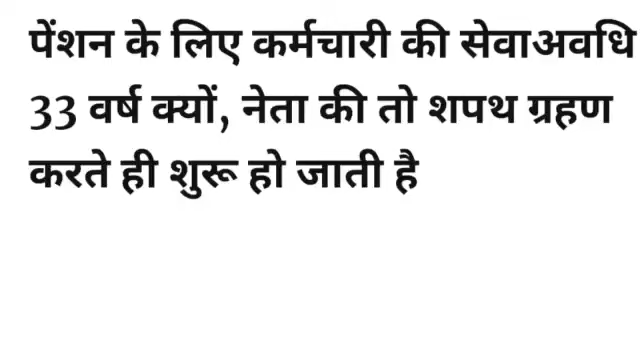 पेंशन के लिए कर्मचारी की सेवाअवधि
33 वर्ष क्यों, नेता की तो शपथ ग्रहण
करते ही शुरू हो जाती है